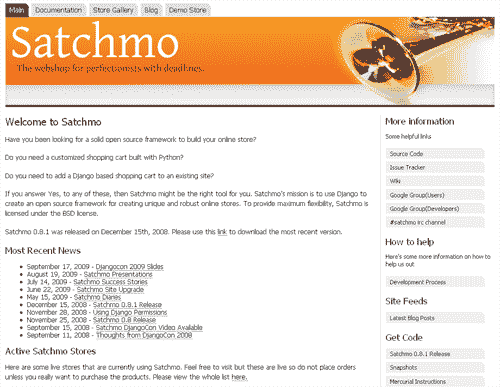 Main Documentation Store Gallery Blog Demo Store
Satchmo
The webshop for perfectionists with deadlines.
Welcome to Satchmo
Have you been looking for a solid open source framework to build your online store?
Do you need a customized shopping cart built with Python?
Do you need to add a Django based shopping cart to an existing site?
If you answer Yes, to any of these, then Satchmo might be the right tool for you. Satchmo's mission is to use Django to
create an open source framework for creating unique and robust online stores. To provide maximum flexibility, Satchmo is
licensed under the BSD license.
Satchmo 0.8.1 was released on December 15th, 2008. Please use this link to download the most recent version.
Most Recent News
September 17, 2009 - Djangocon 2009 Slides
August 19, 2009 - Satchmo Presentations
July 14, 2009 - Satchmo Success Stories
June 22, 2009 - Satchmo Site Upgrade
May 15, 2009 - Satchmo Diaries
December 15, 2008 - Satchmo 0.8.1 Release
November 28, 2008 - Using Django Permissions
November 25, 2008 - Satchmo 0.8 Release
September 15, 2008 - Satchmo DjangoCon Video Available
September 11, 2008 - Thoughts from DjangoCon 2008
Active Satchmo Stores
Here are some live stores that are currently using Satchmo. Feel free to visit but these are live so do not place orders
unless you really want to purchase the products. Please view the whole list here.
More information
Some helpful links
Source Code
Issue Tracker
Wiki
Google Group(Users)
Google Group(Developers)
#satchmo irc channel
How to help
Here's some more information on how to
help us out
Development Process
Site Feeds
Latest Blog Posts
Get Code
Satchmo 0.8.1 Release
Snapshots
Mercurial Instructions